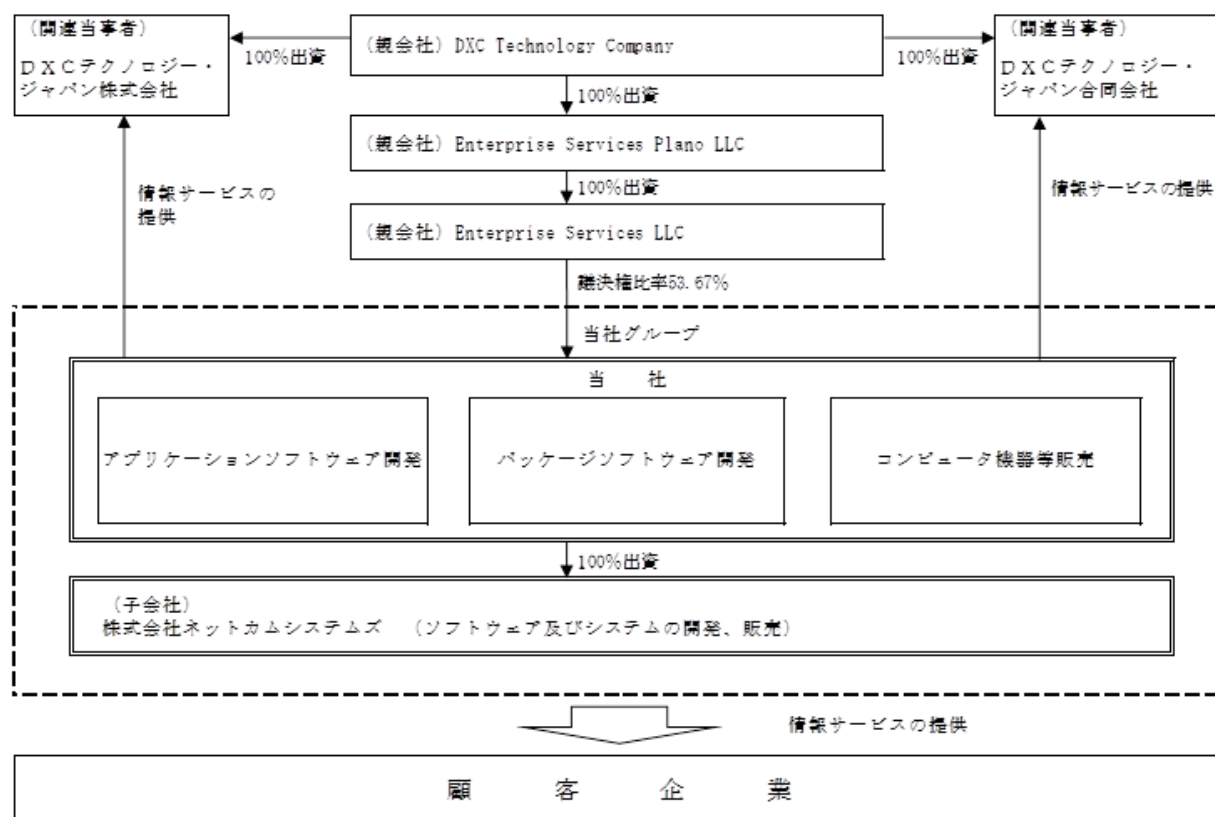 （関連当事者）
ＤＸＣテクノロジー・
ジャパン株式会社
100％出資
（親会社）DXC Technology Company
100％出資
（関連当事者）
ＤＸＣテクノロジー・
ジャパン合同会社
100％出資
（親会社）Enterprise Services Plano LLC
100％出資
情報サービスの
提供
情報サービスの提供
（親会社）Enterprise Services LLC
議決権比率53.67％
当社グループ
当　社
アプリケーションソフトウェア開発
パッケージソフトウェア開発
コンピュータ機器等販売
100％出資
（子会社）
株式会社ネットカムシステムズ　（ソフトウェア及びシステムの開発、販売）
情報サービスの提供
顧　客　企　業